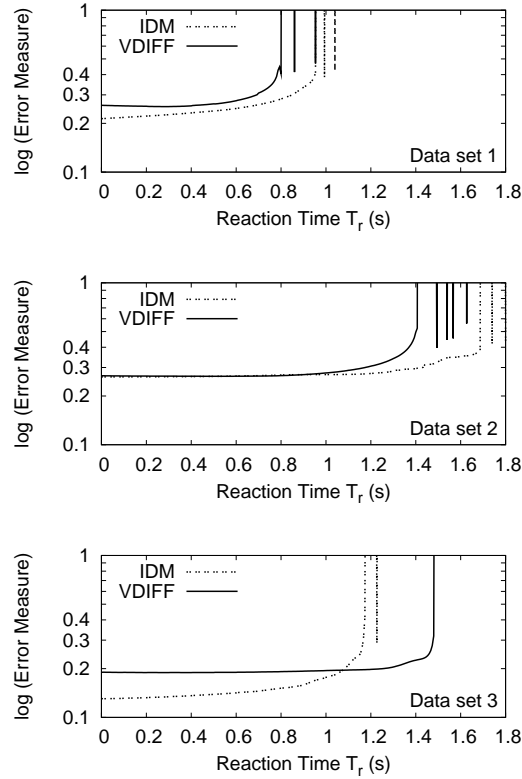 1
0.4
0.3
0.2
0.1
log (Error Measure)
IDM
VDIFF
Data set 1
0 0.2 0.4 0.6 0.8 1 1.2 1.4 1.6 1.8
Reaction Time T_r (s)
1
0.4
0.3
0.2
0.1
log (Error Measure)
IDM
VDIFF
Data set 2
0 0.2 0.4 0.6 0.8 1 1.2 1.4 1.6 1.8
Reaction Time T_r (s)
1
0.4
0.3
0.2
0.1
log (Error Measure)
IDM
VDIFF
Data set 3
0 0.2 0.4 0.6 0.8 1 1.2 1.4 1.6 1.8
Reaction Time T_r (s)